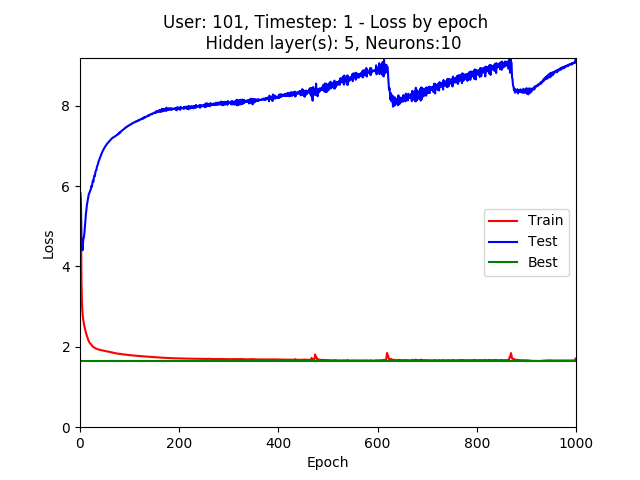 User: 101, Timestep: 1 - Loss by epoch
Hidden layer(s): 5, Neurons:10
Loss
8
6
4
2
0
Train
Test
Best
0 200 400 600 800 1000
Epoch